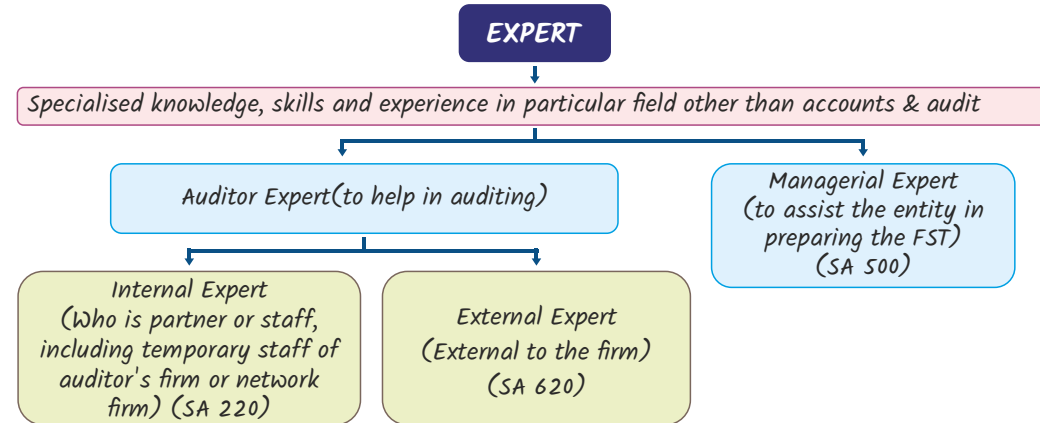 EXPERT
Specialised knowledge, skills and experience in particular field other than accounts & audit
Auditor Expert(to help in auditing)
Managerial Expert
(to assist the entity in
preparing the FST)
(SA 500)
Internal Expert
(Who is partner or staff,
including temporary staff of
auditor's firm or network
firm) (SA 220)
External Expert
(External to the firm)
(SA 620)